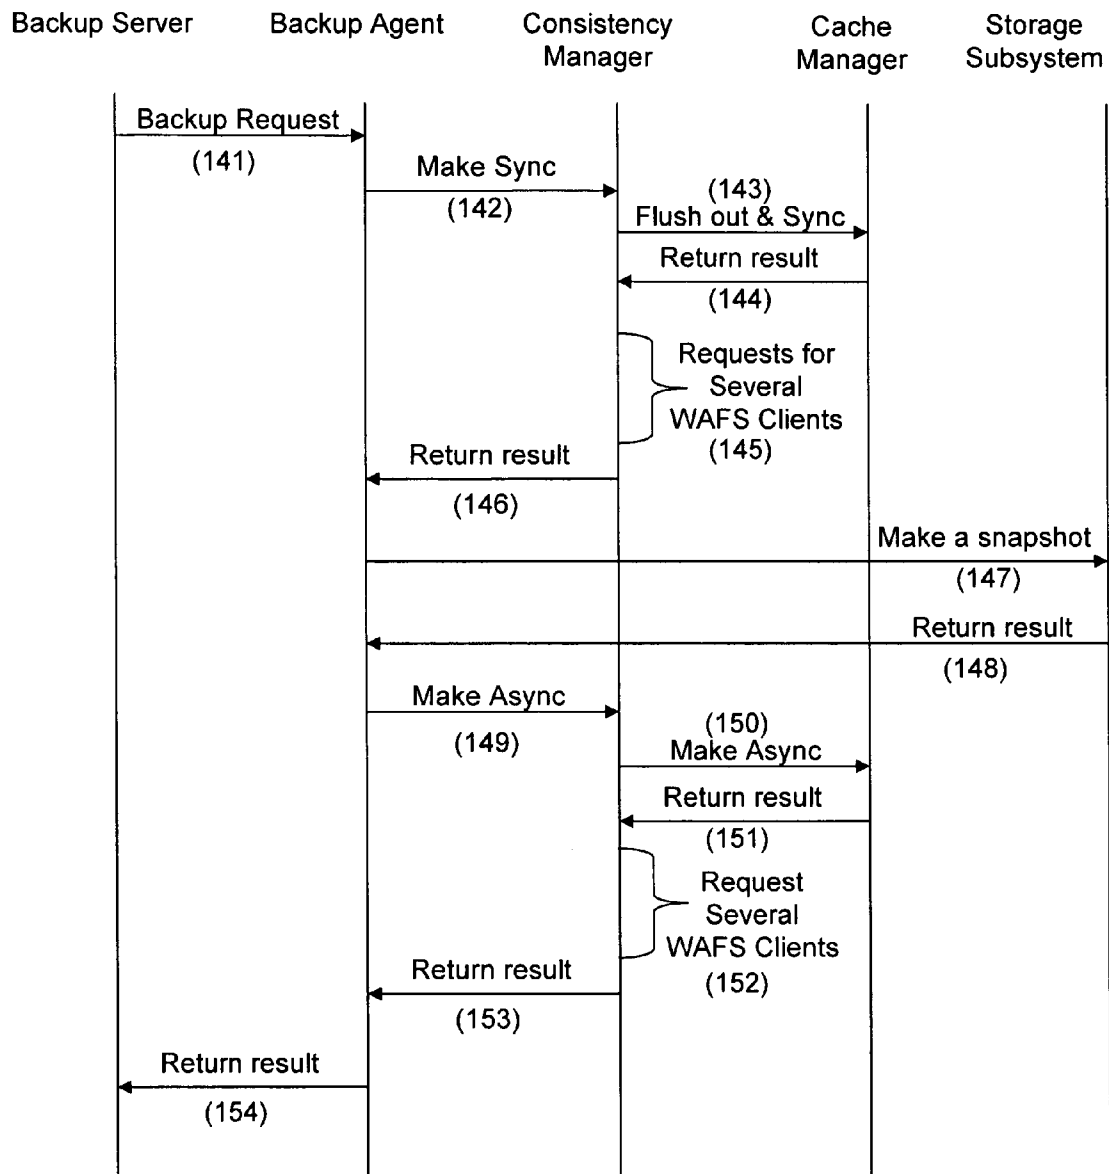 Backup Server
Backup Agent
Consistency
Manager
Cache
Manager
Storage
Subsystem
Backup Request
(141)
Make Sync
(142)
(143)
Flush out & Sync
Return result
(144)
Requests for
Several
WAFS Clients
(145)
Return result
(146)
Make a snapshot
(147)
Return result
(148)
Make Async
(149)
(150)
Make Async
Return result
(151)
Request
Several
WAFS Clients
(152)
Return result
(153)
Return result
(154)